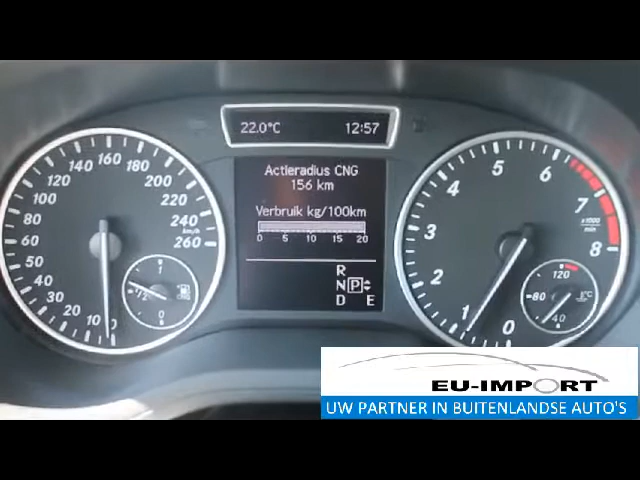 22.0°C 12:57
Actieradius CNG
156 km
Verbruik kg/100km
0 5 10 15 20
R
N P
D E
0 10 20 30 40 50 60 80 100 120 140 160 180 200 220 240 260
km/h
1
1/2
0
CNG
0 1 2 3 4 5 6 7 8
x1000
min
120
80
40
°C
EU-IMPORT
UW PARTNER IN BUITENLANDSE AUTO'S